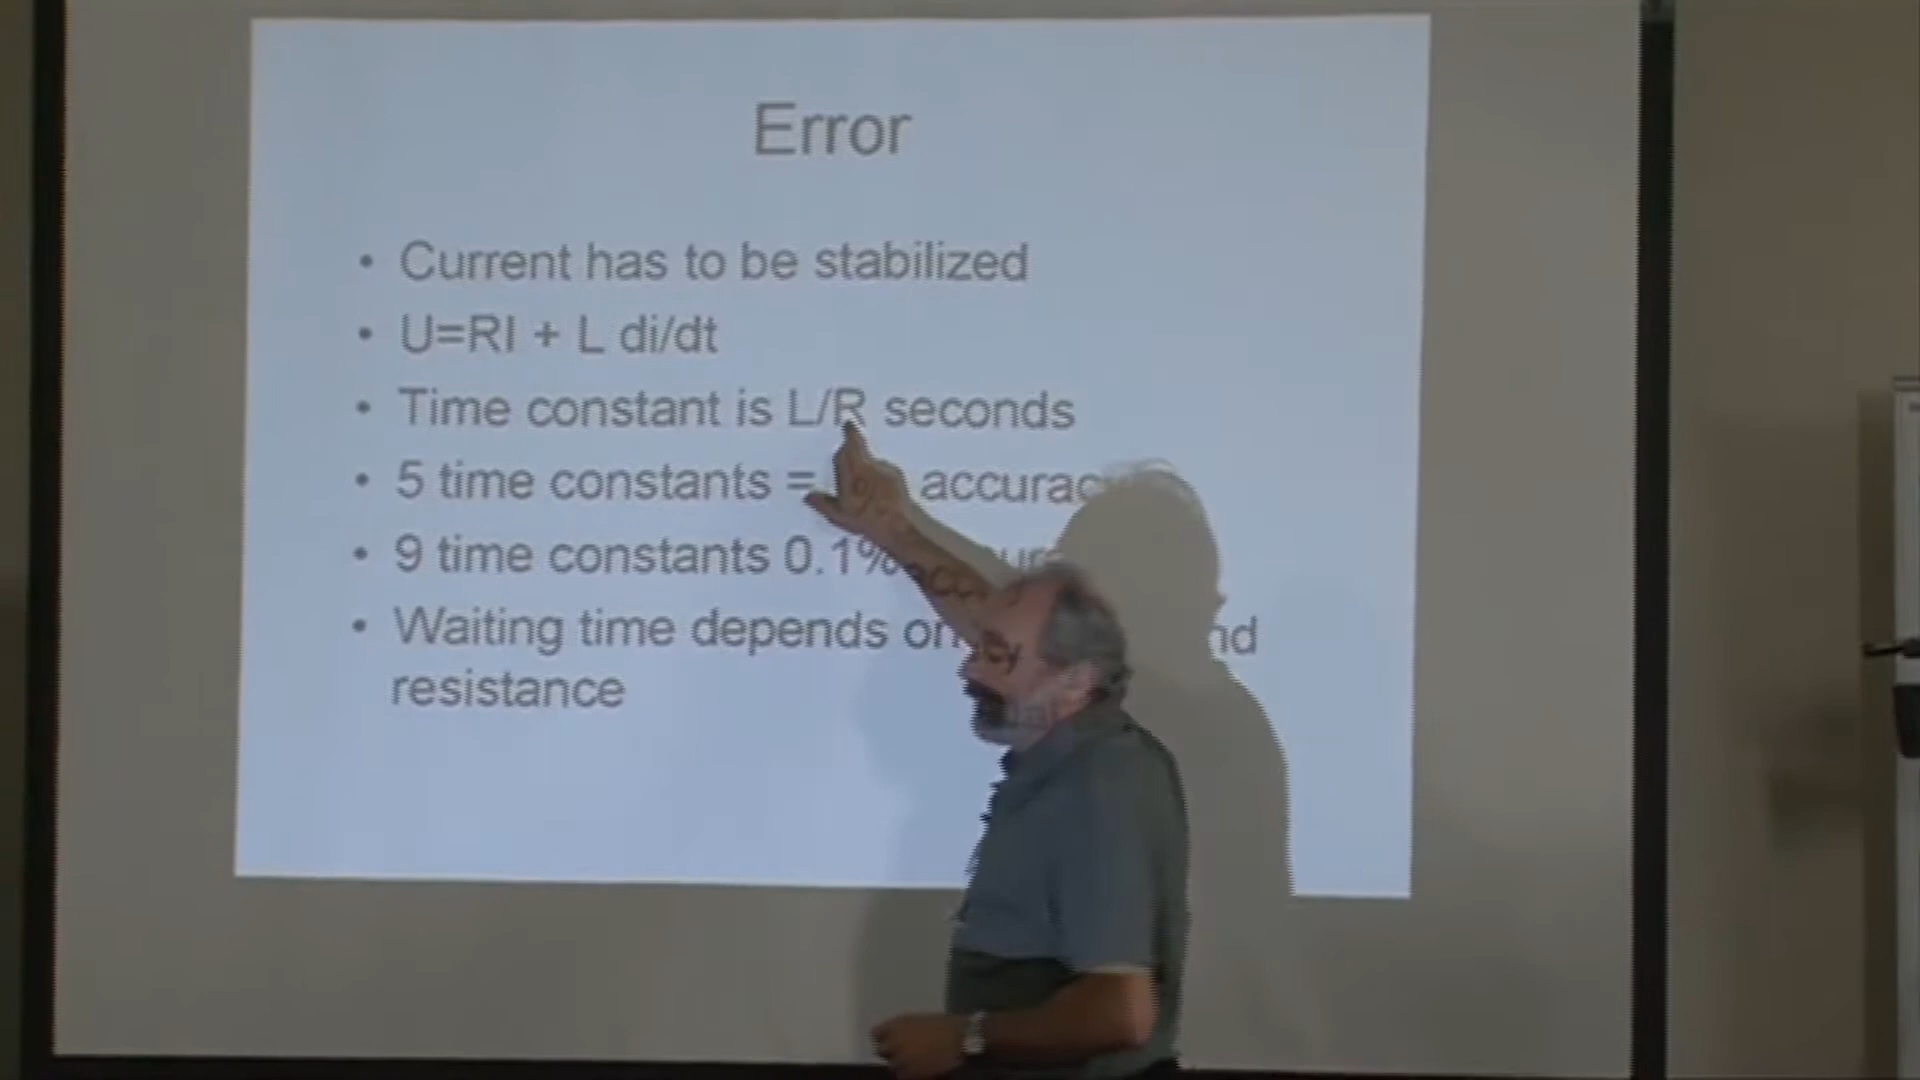 Error
• Current has to be stabilized
• U=RI + L di/dt
• Time constant is L/R seconds
• 5 time constants = accuracy
• 9 time constants 0.1%
• Waiting time depends on
resistance